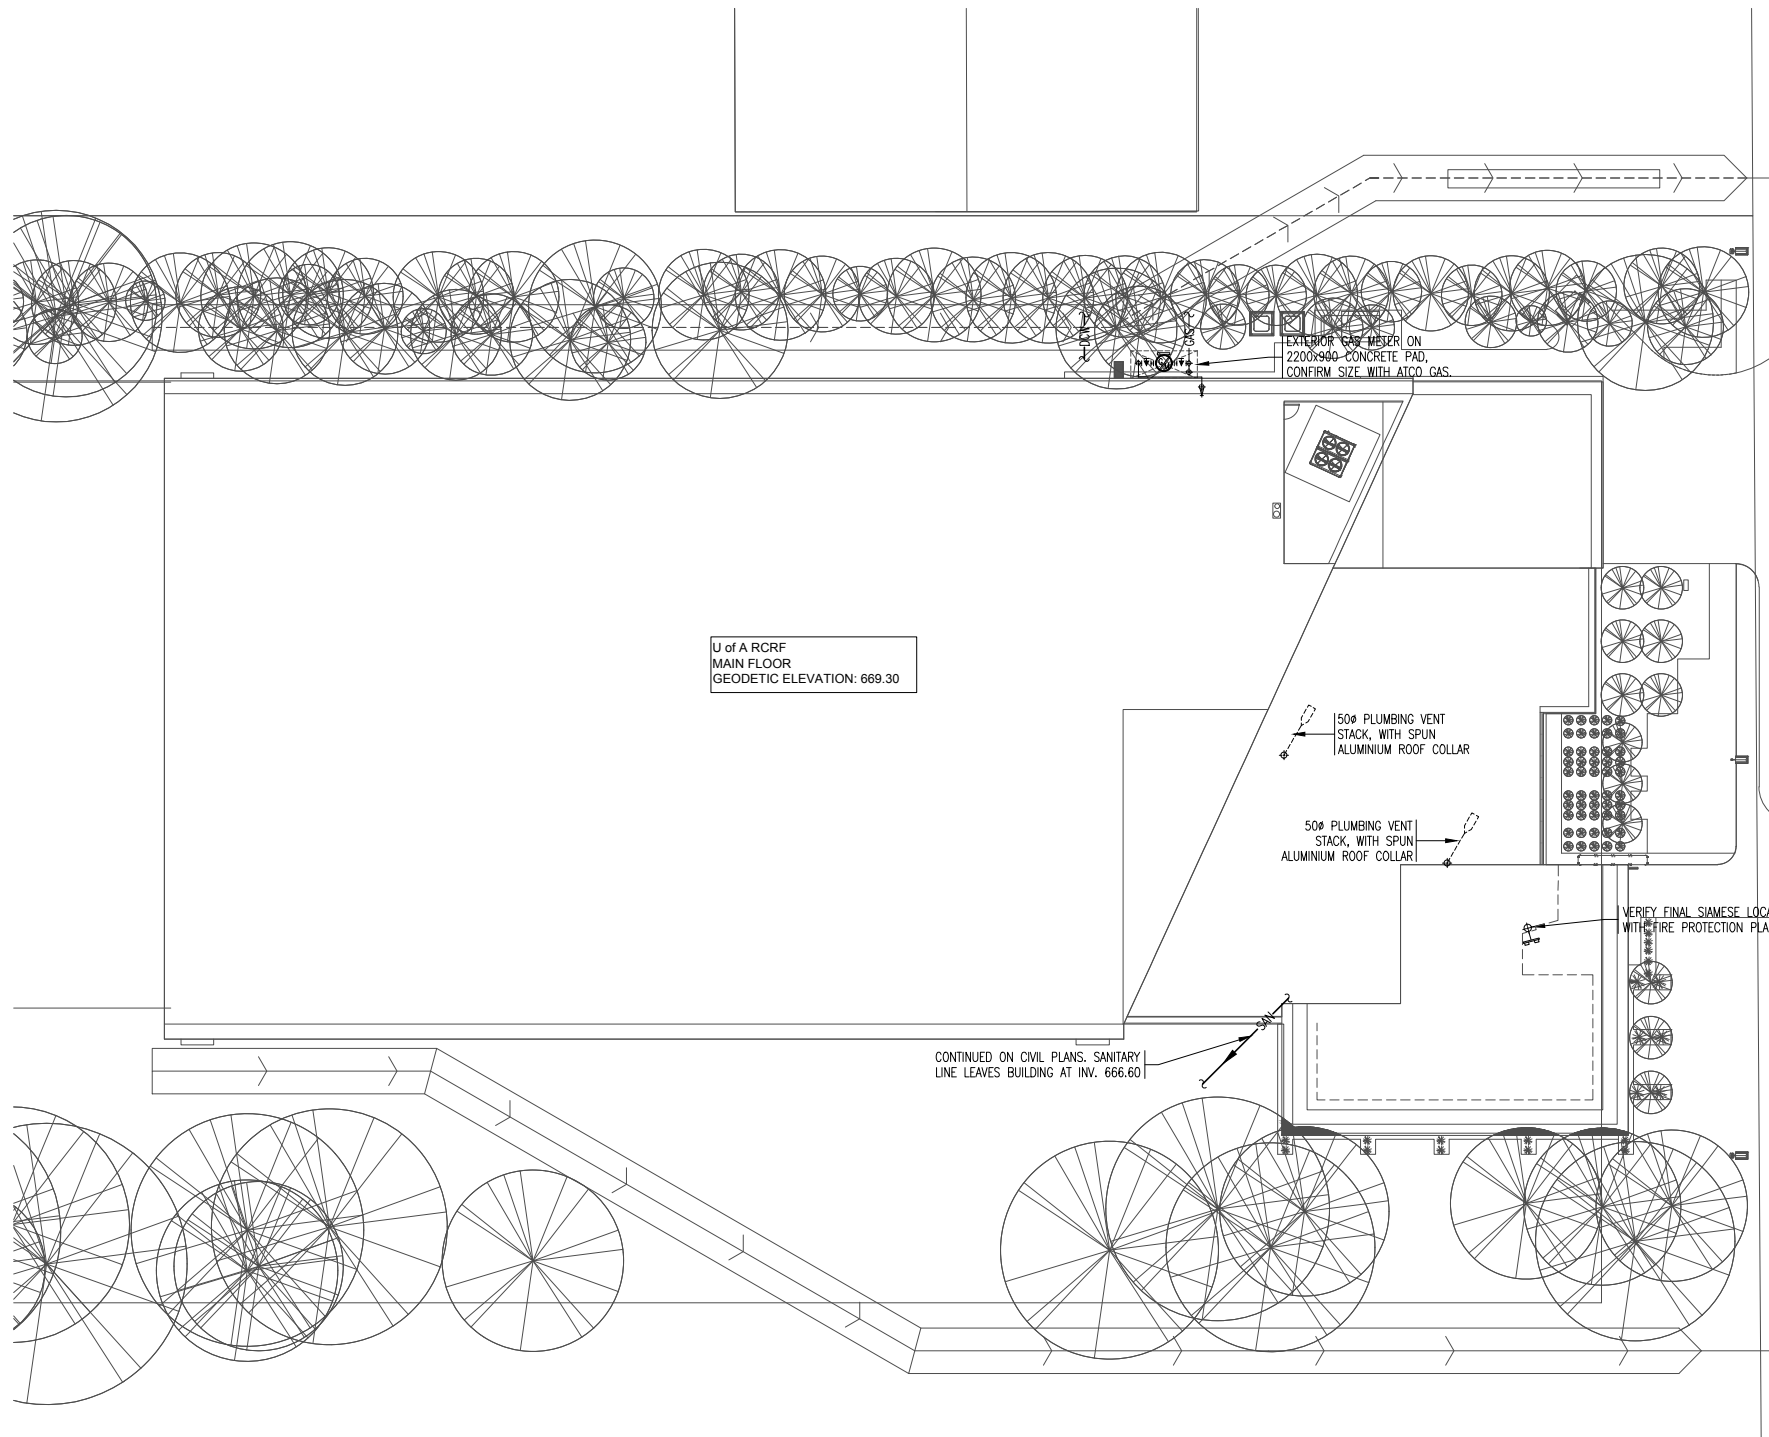 DCW
GAS
EXTERIOR GAS METER ON
2200x900 CONCRETE PAD,
CONFIRM SIZE WITH ATCO GAS.
U of A RCRF
MAIN FLOOR
GEODETIC ELEVATION: 669.30
50ø PLUMBING VENT
STACK, WITH SPUN
ALUMINIUM ROOF COLLAR
50ø PLUMBING VENT
STACK, WITH SPUN
ALUMINIUM ROOF COLLAR
VERIFY FINAL SIAMESE
WITH FIRE PROTECTION
SAN
CONTINUED ON CIVIL PLANS. SANITARY
LINE LEAVES BUILDING AT INV. 666.60